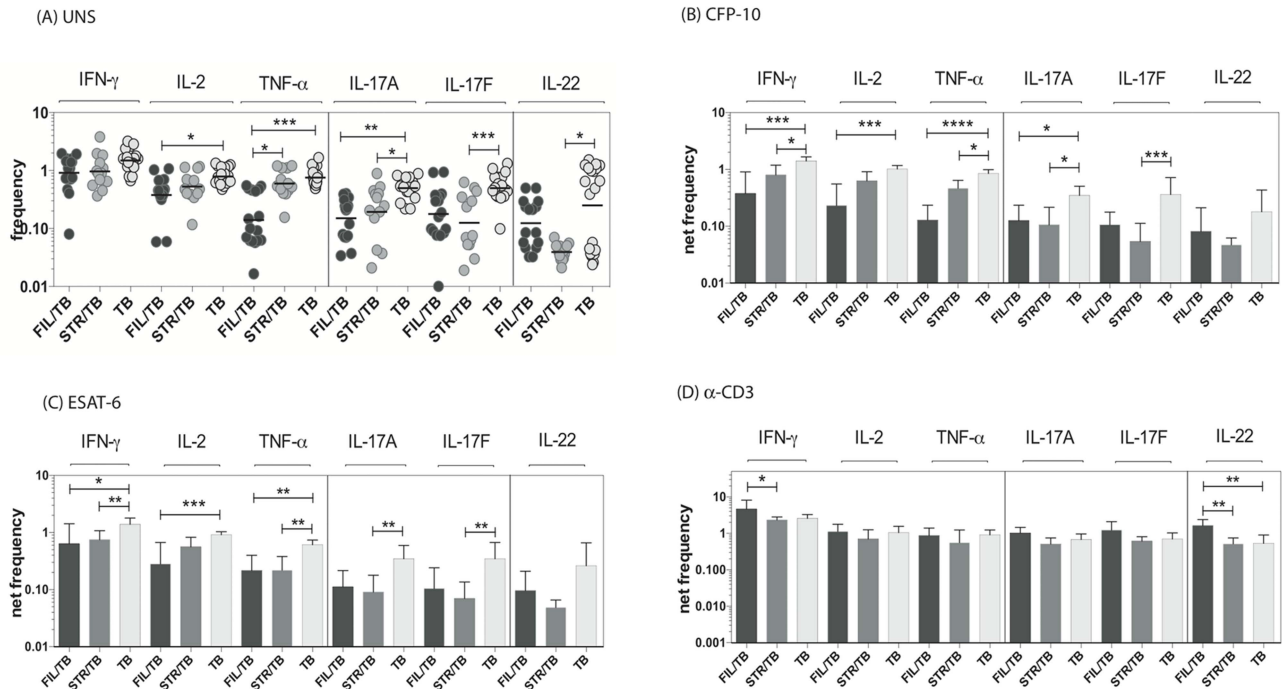 (A) UNS
IFN-γ IL-2 TNF-α IL-17A IL-17F IL-22
frequency
10
1
0.10
0.01
* *** * ** * *** *
FIL/TB STR/TB TB FIL/TB STR/TB TB FIL/TB STR/TB TB FIL/TB STR/TB TB FIL/TB STR/TB TB FIL/TB STR/TB TB
(B) CFP-10
IFN-γ IL-2 TNF-α IL-17A IL-17F IL-22
net frequency
10
1
0.10
0.01
*** * *** **** * * * ***
FIL/TB STR/TB TB FIL/TB STR/TB TB FIL/TB STR/TB TB FIL/TB STR/TB TB FIL/TB STR/TB TB FIL/TB STR/TB TB
(C) ESAT-6
IFN-γ IL-2 TNF-α IL-17A IL-17F IL-22
net frequency
10
1
0.10
0.01
* ** *** ** ** ** **
FIL/TB STR/TB TB FIL/TB STR/TB TB FIL/TB STR/TB TB FIL/TB STR/TB TB FIL/TB STR/TB TB FIL/TB STR/TB TB
(D) α-CD3
IFN-γ IL-2 TNF-α IL-17A IL-17F IL-22
net frequency
10
1
0.100
0.010
0.001
* ** **
FIL/TB STR/TB TB FIL/TB STR/TB TB FIL/TB STR/TB TB FIL/TB STR/TB TB FIL/TB STR/TB TB FIL/TB STR/TB TB